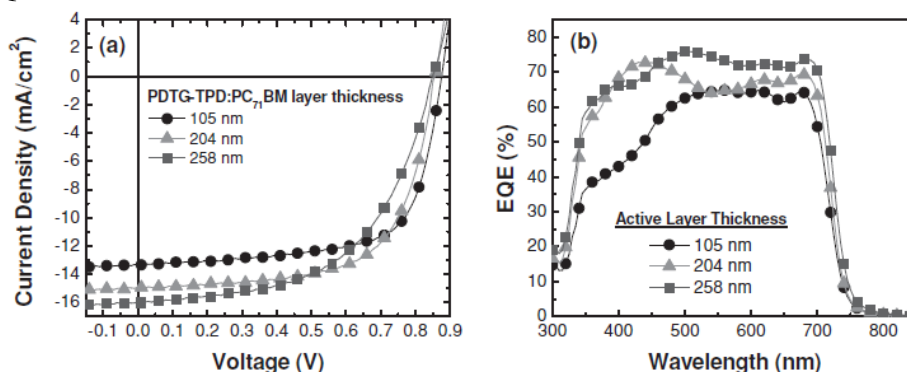 (a)
Current Density (mA/cm²)
4
2
0
-2
-4
-6
-8
-10
-12
-14
-16
PDTG-TPD:PC₇₁BM layer thickness
105 nm
204 nm
258 nm
-0.1 0.0 0.1 0.2 0.3 0.4 0.5 0.6 0.7 0.8 0.9
Voltage (V)
(b)
EQE (%)
80
70
60
50
40
30
20
10
0
Active Layer Thickness
105 nm
204 nm
258 nm
300 400 500 600 700 800
Wavelength (nm)